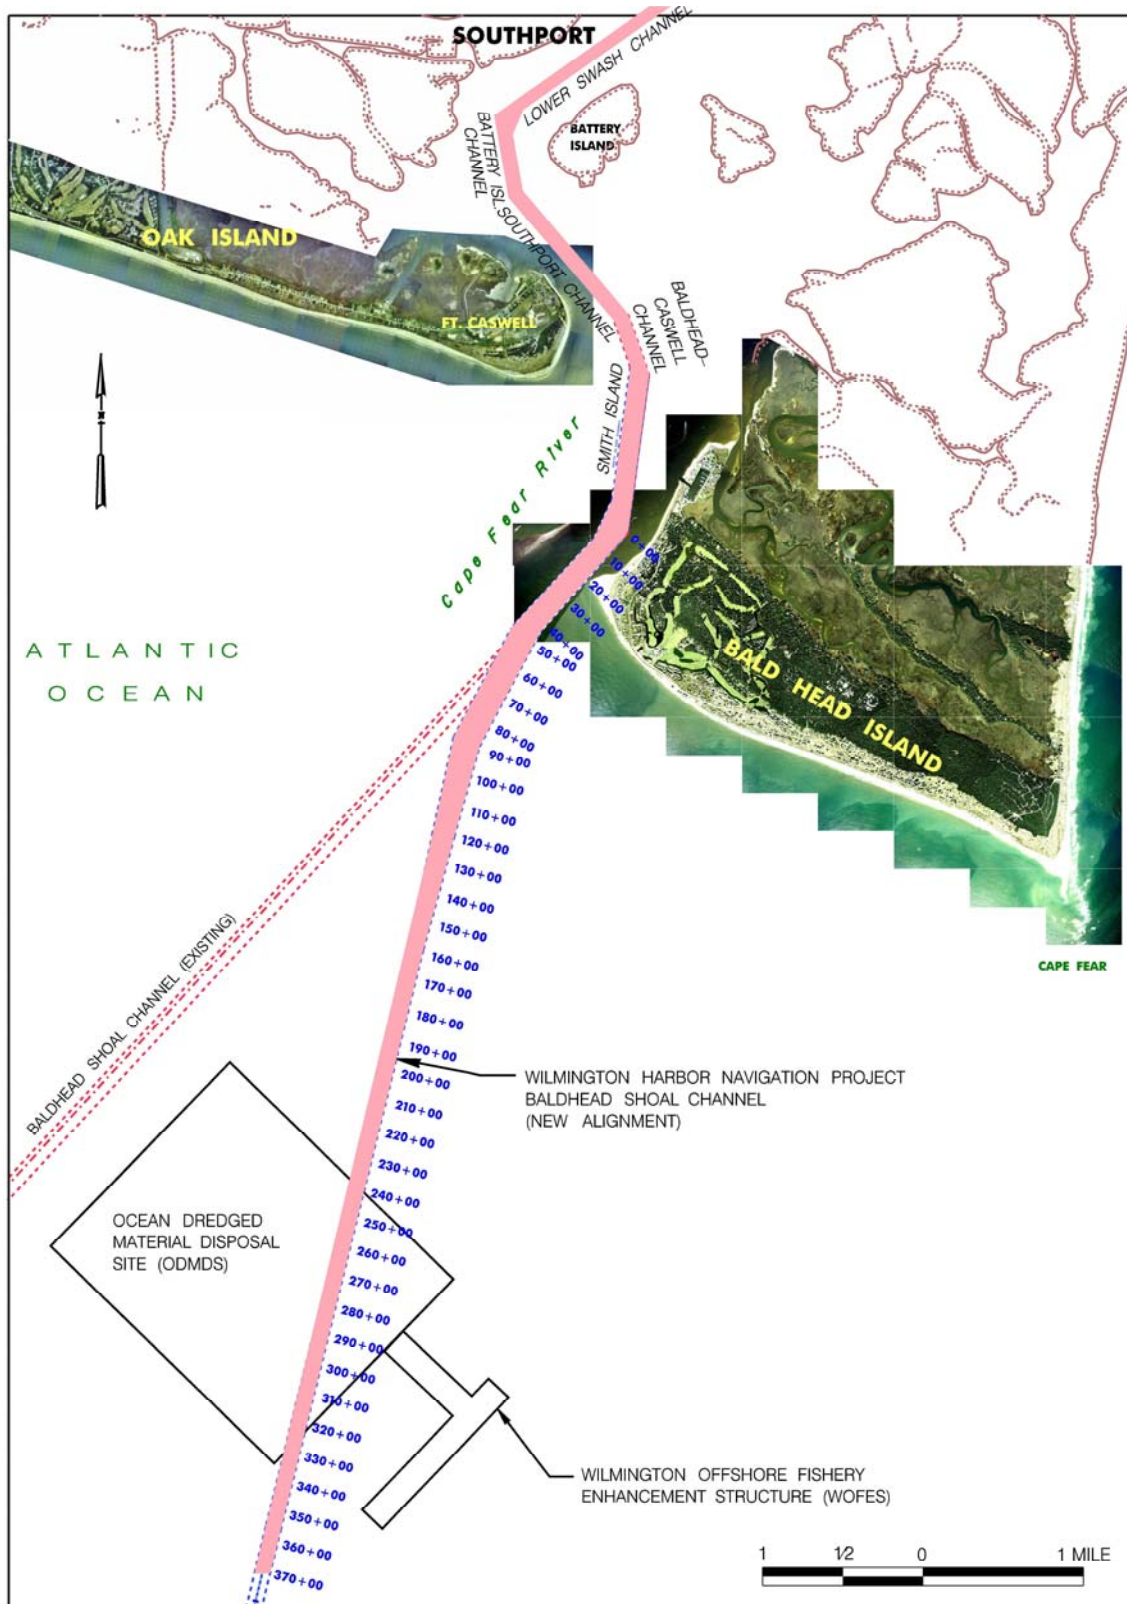 SOUTHPORT
LOWER SWASH CHANNEL
BATTERY
ISLAND
BATTERY ISL.
CHANNEL
SOUTHPORT CHANNEL
OAK ISLAND
FT. CASWELL
BALDHEAD-
CASWELL
CHANNEL
SMITH ISLAND
Cape Fear River
ATLANTIC
OCEAN
BALD HEAD ISLAND
CAPE FEAR
0+00
10+00
20+00
30+00
40+00
50+00
60+00
70+00
80+00
90+00
100+00
110+00
120+00
130+00
140+00
150+00
160+00
170+00
180+00
190+00
200+00
210+00
220+00
230+00
240+00
250+00
260+00
270+00
280+00
290+00
300+00
310+00
320+00
330+00
340+00
350+00
360+00
370+00
BALDHEAD SHOAL CHANNEL (EXISTING)
WILMINGTON HARBOR NAVIGATION PROJECT
BALDHEAD SHOAL CHANNEL
(NEW ALIGNMENT)
OCEAN DREDGED
MATERIAL DISPOSAL
SITE (ODMDS)
WILMINGTON OFFSHORE FISHERY
ENHANCEMENT STRUCTURE (WOFES)
1 1/2 0 1 MILE